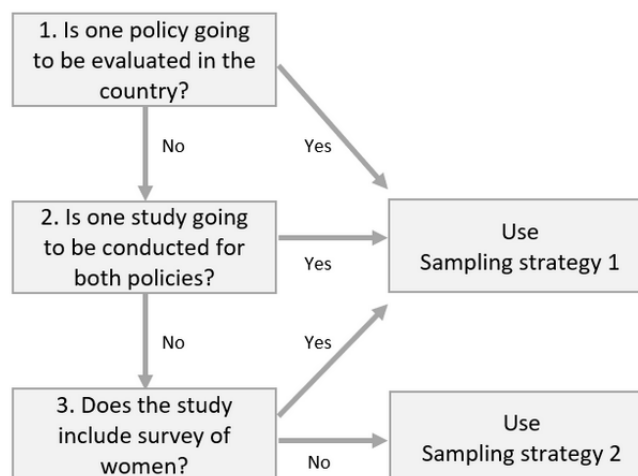 1. Is one policy going
to be evaluated in the
country?
No
Yes
2. Is one study going
to be conducted for
both policies?
Yes
Use
Sampling strategy 1
No
Yes
3. Does the study
include survey of
women?
No
Use
Sampling strategy 2